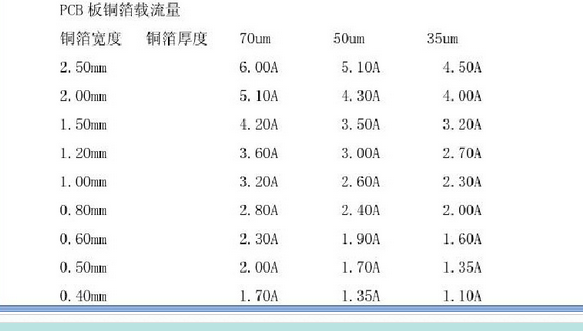 PCB 板铜箔载流量
铜箔宽度 铜箔厚度 70um 50um 35um
2.50mm 6.00A 5.10A 4.50A
2.00mm 5.10A 4.30A 4.00A
1.50mm 4.20A 3.50A 3.20A
1.20mm 3.60A 3.00A 2.70A
1.00mm 3.20A 2.60A 2.30A
0.80mm 2.80A 2.40A 2.00A
0.60mm 2.30A 1.90A 1.60A
0.50mm 2.00A 1.70A 1.35A
0.40mm 1.70A 1.35A 1.10A